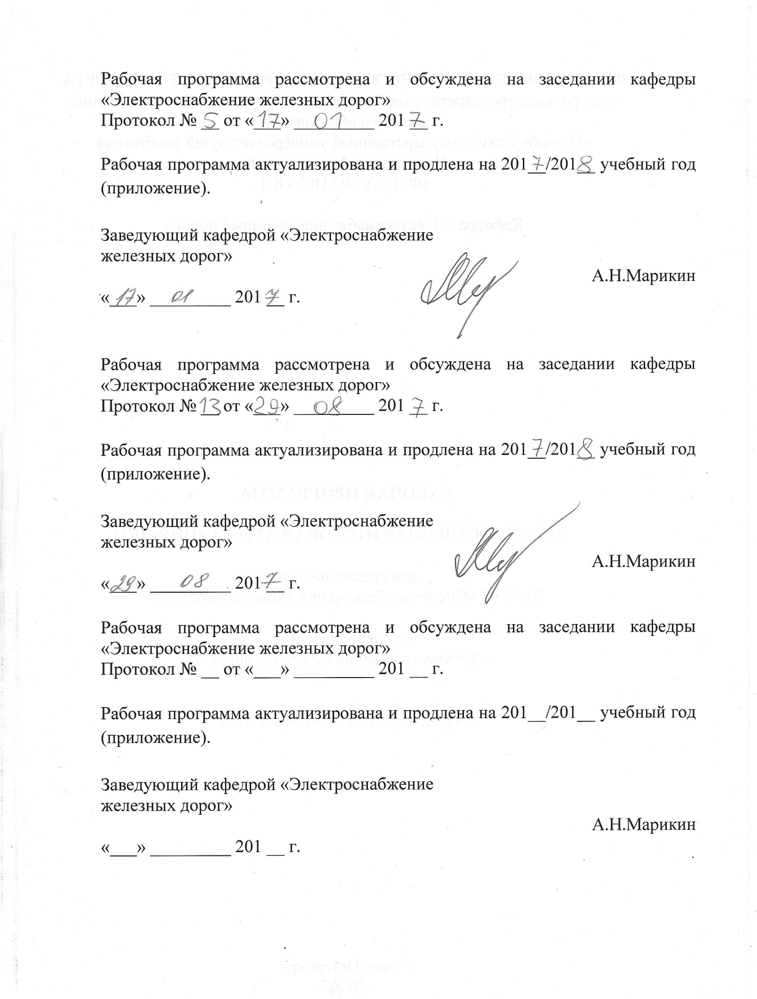 Рабочая программа рассмотрена и обсуждена на заседании кафедры
«Электроснабжение железных дорог»
Протокол № 5 от «17» 01 2017 г.
Рабочая программа актуализирована и продлена на 2017/2018 учебный год
(приложение).
Заведующий кафедрой «Электроснабжение
железных дорог»
А.Н.Марикин
«17» 01 2017 г.
Рабочая программа рассмотрена и обсуждена на заседании кафедры
«Электроснабжение железных дорог»
Протокол № 13 от «29» 08 2017 г.
Рабочая программа актуализирована и продлена на 2017/2018 учебный год
(приложение).
Заведующий кафедрой «Электроснабжение
железных дорог»
А.Н.Марикин
«29» 08 2017 г.
Рабочая программа рассмотрена и обсуждена на заседании кафедры
«Электроснабжение железных дорог»
Протокол № __ от «___» _________ 201 __ г.
Рабочая программа актуализирована и продлена на 201__/201__ учебный год
(приложение).
Заведующий кафедрой «Электроснабжение
железных дорог»
А.Н.Марикин
«___» _________ 201 __ г.